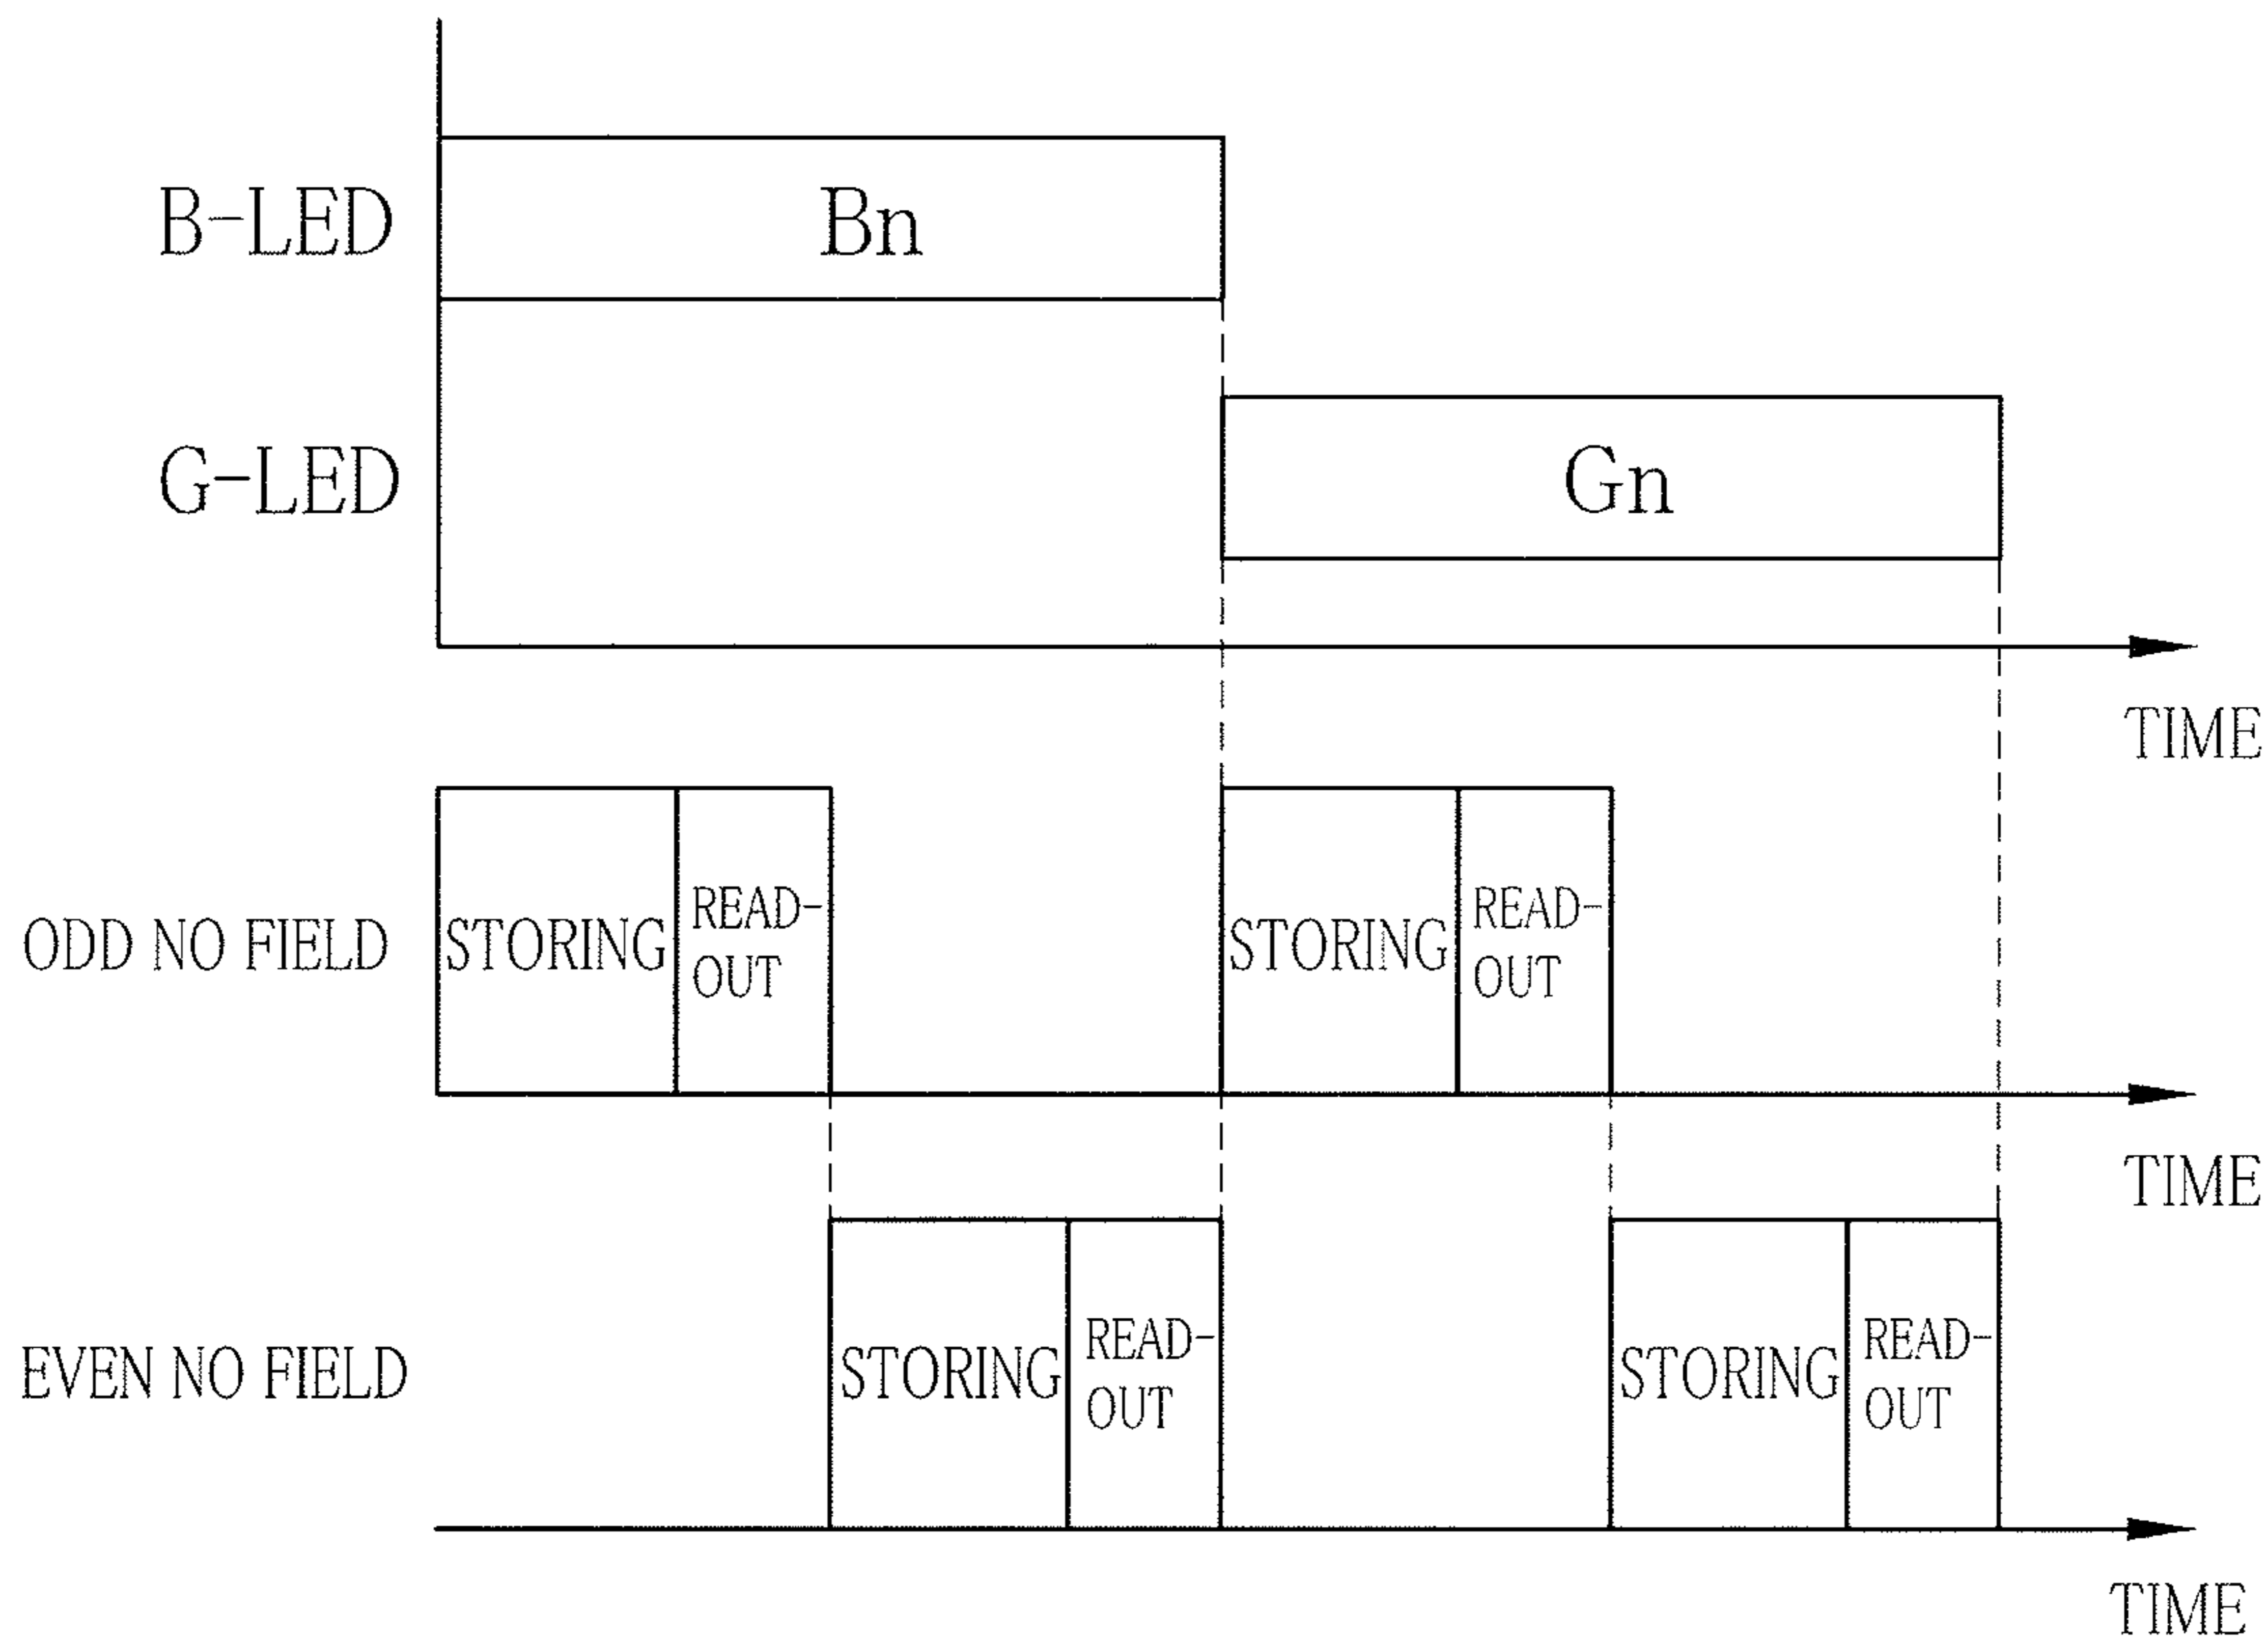 B-LED
Bn
G-LED
Gn
TIME
ODD NO FIELD
STORING
READ-
OUT
STORING
READ-
OUT
TIME
EVEN NO FIELD
STORING
READ-
OUT
STORING
READ-
OUT
TIME